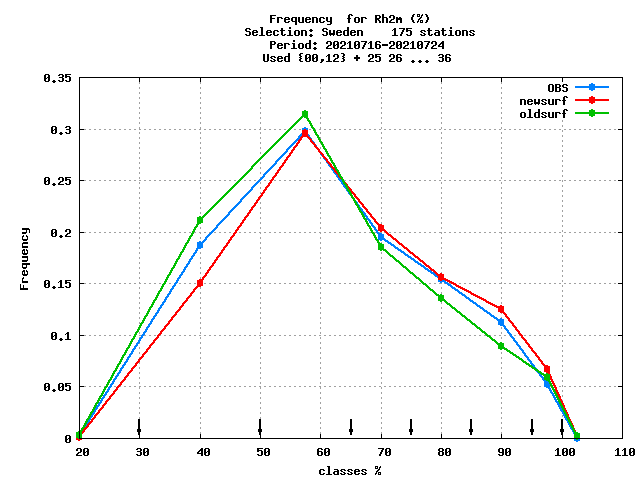 Frequency  for Rh2m (%)
Selection: Sweden    175 stations
Period: 20210716-20210724
Used {00,12} + 25 26 ... 36
0.35
0.3
0.25
0.2
0.15
0.1
0.05
0
Frequency
OBS
newsurf
oldsurf
20 30 40 50 60 70 80 90 100 110
classes %